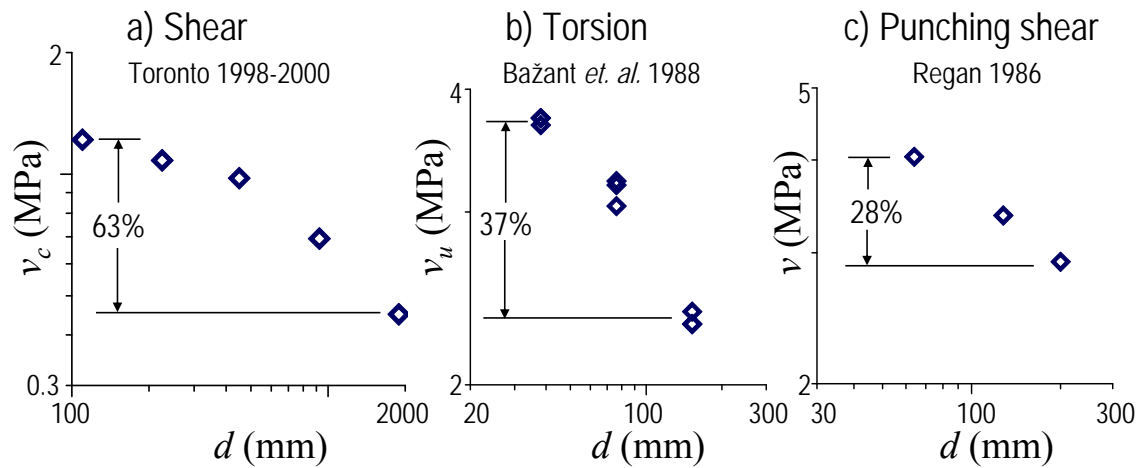 a) Shear
Toronto 1998-2000
2
v_c (MPa)
63%
0.3
100
2000
d (mm)
b) Torsion
Bažant et. al. 1988
4
v_u (MPa)
37%
2
20
100
300
d (mm)
c) Punching shear
Regan 1986
5
v (MPa)
28%
2
30
100
300
d (mm)